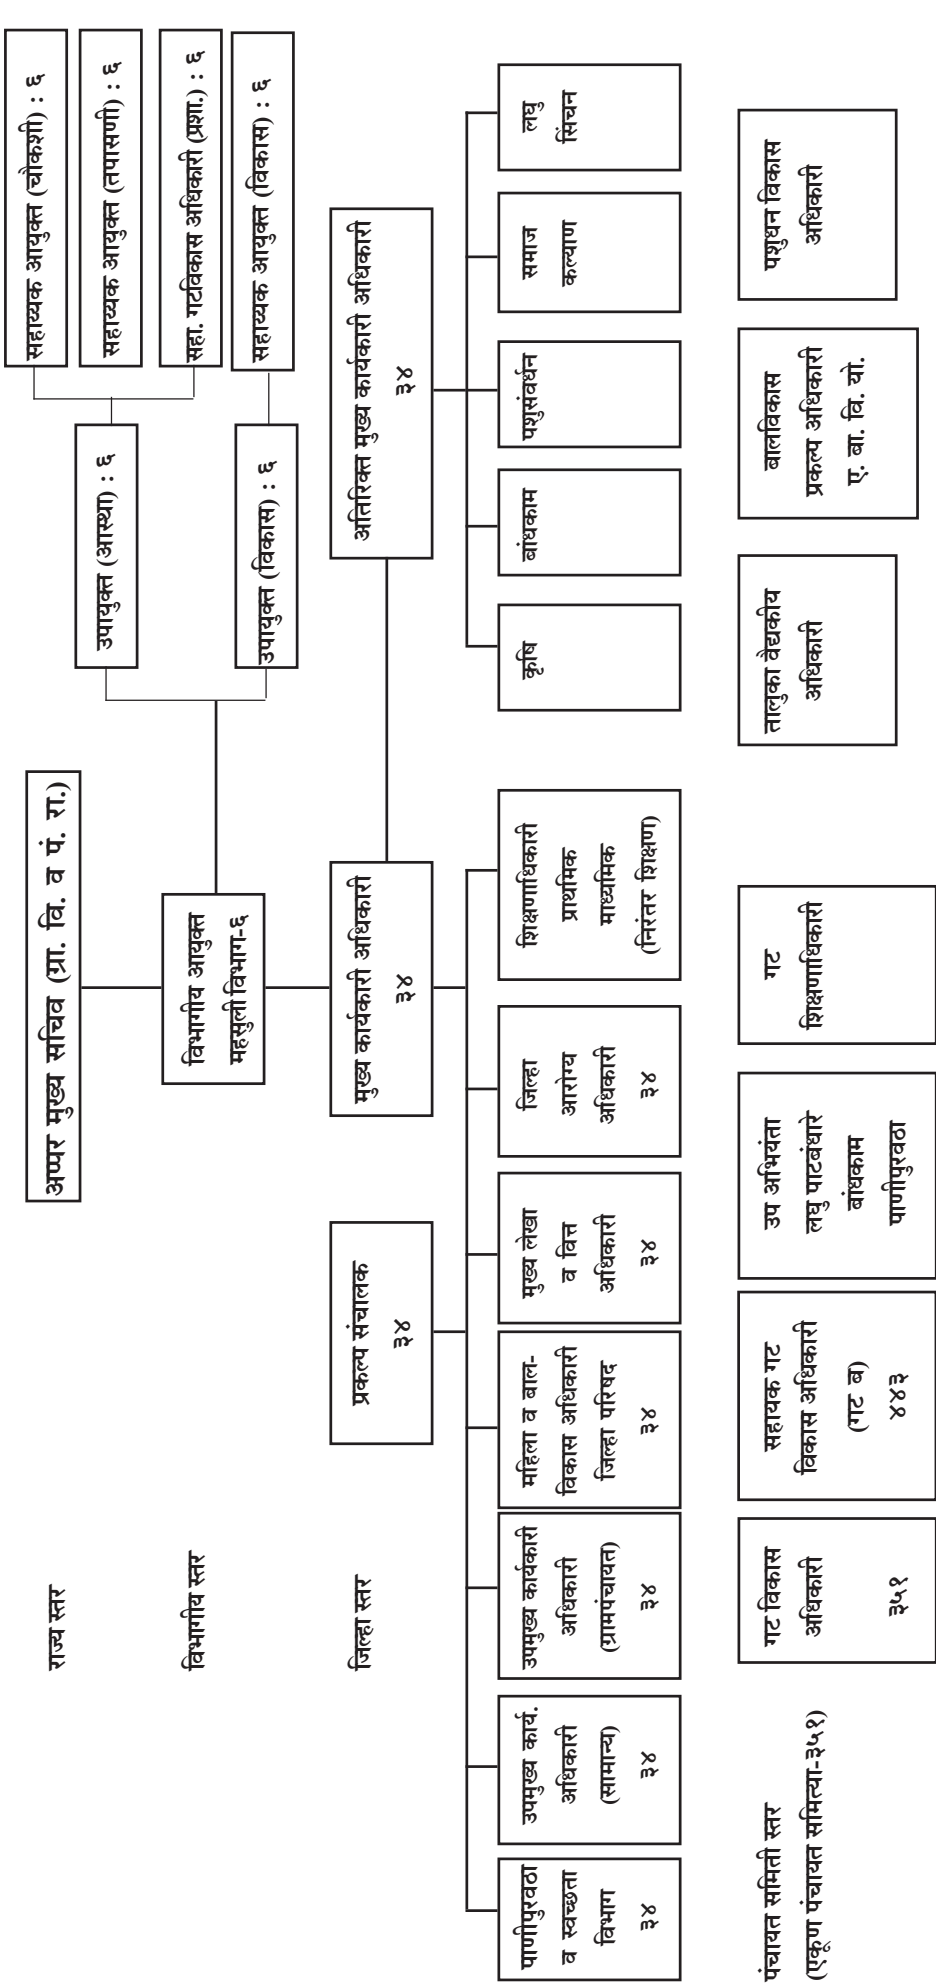 राज्य स्तर
अप्पर मुख्य सचिव (ग्रा. वि. व पं. रा.)
सहाय्यक आयुक्त (चौकशी) : ६
सहाय्यक आयुक्त (तपासणी) : ६
सहा. गटविकास अधिकारी (प्रशा.) : ६
सहाय्यक आयुक्त (विकास) : ६
उपायुक्त (आस्था) : ६
उपायुक्त (विकास) : ६
विभागीय स्तर
विभागीय आयुक्त
महसुली विभाग-६
जिल्हा स्तर
प्रकल्प संचालक
३४
मुख्य कार्यकारी अधिकारी
३४
अतिरिक्त मुख्य कार्यकारी अधिकारी
३४
पाणीपुरवठा
व स्वच्छता
विभाग
३४
उपमुख्य कार्य.
अधिकारी
(सामान्य)
३४
उपमुख्य कार्यकारी
अधिकारी
(ग्रामपंचायत)
३४
महिला व बाल-
विकास अधिकारी
जिल्हा परिषद
३४
मुख्य लेखा
व वित्त
अधिकारी
३४
जिल्हा
आरोग्य
अधिकारी
३४
शिक्षणाधिकारी
प्राथमिक
माध्यमिक
(निरंतर शिक्षण)
कृषि
बांधकाम
पशुसंवर्धन
समाज
कल्याण
लघु
सिंचन
पंचायत समिती स्तर
(एकूण पंचायत समित्या-३५१)
गट विकास
अधिकारी
३५१
सहायक गट
विकास अधिकारी
(गट ब)
४४३
उप अभियंता
लघु पाटबंधारे
बांधकाम
पाणीपुरवठा
गट
शिक्षणाधिकारी
तालुका वैद्यकीय
अधिकारी
बालविकास
प्रकल्प अधिकारी
ए. बा. वि. यो.
पशुधन विकास
अधिकारी